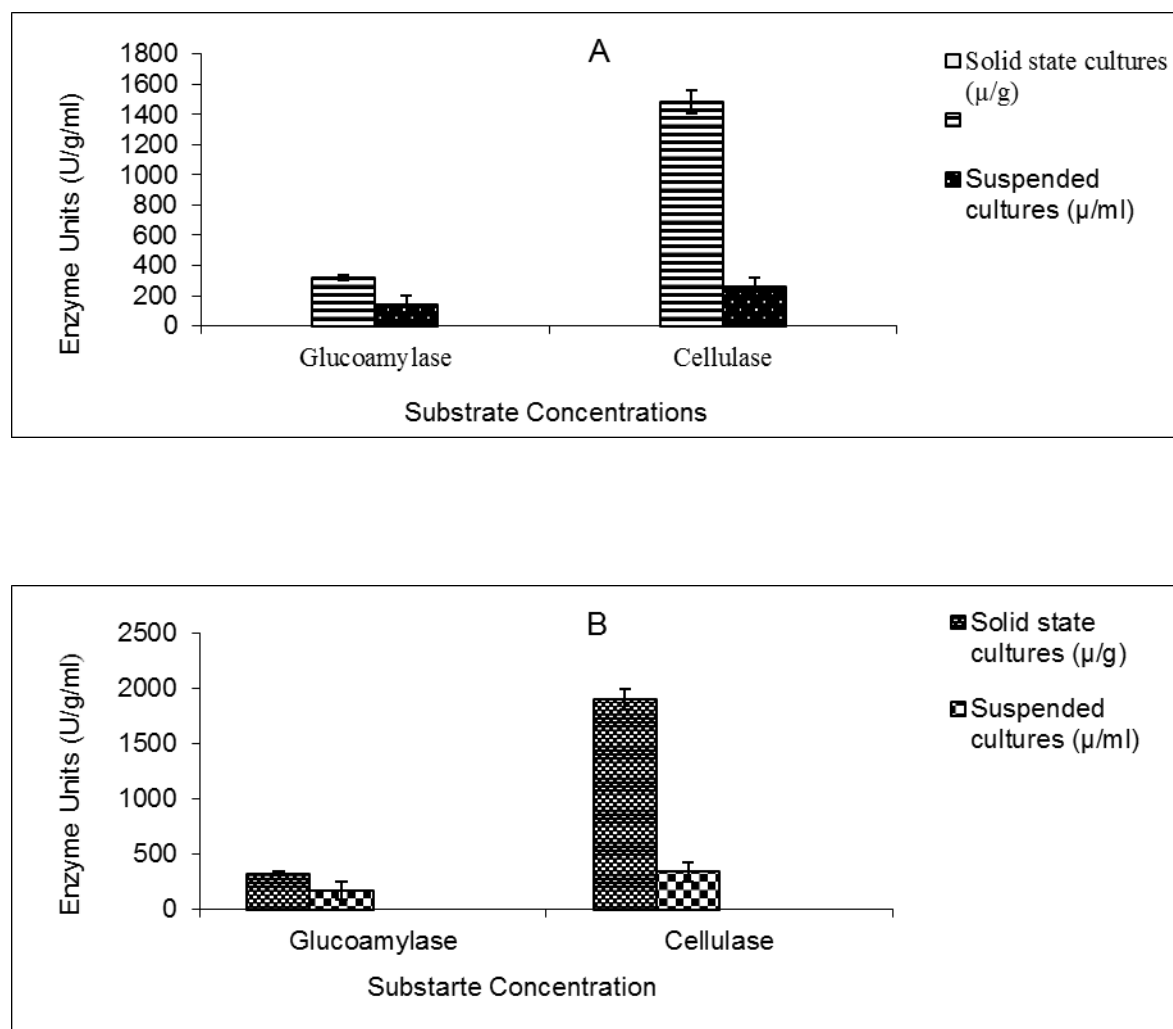 A
1800
1600
1400
1200
1000
800
600
400
200
0
Enzyme Units (U/g/ml)
Glucoamylase
Cellulase
Substrate Concentrations
Solid state cultures
(µ/g)
Suspended
cultures (µ/ml)
B
2500
2000
1500
1000
500
0
Enzyme Units (U/g/ml)
Glucoamylase
Cellulase
Substarte Concentration
Solid state
cultures (µ/g)
Suspended
cultures (µ/ml)